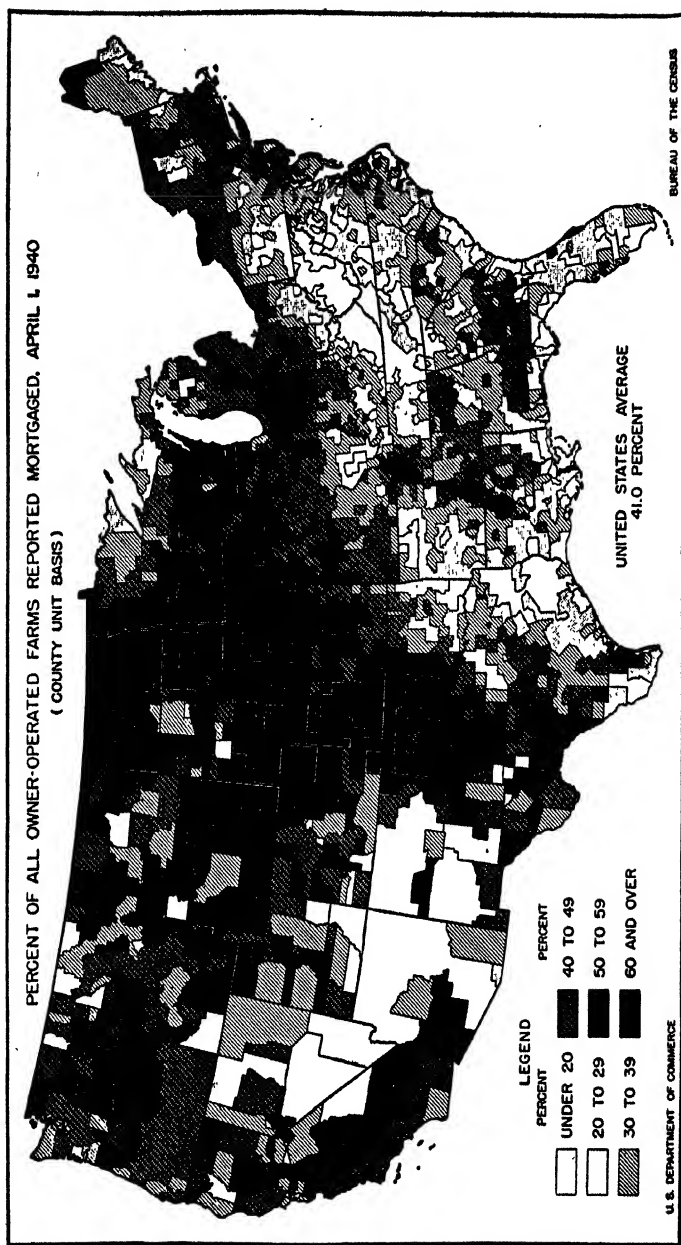 PERCENT OF ALL OWNER-OPERATED FARMS REPORTED MORTGAGED, APRIL 1, 1940
( COUNTY UNIT BASIS )
UNITED STATES AVERAGE
41.0 PERCENT
LEGEND
PERCENT PERCENT
UNDER 20 40 TO 49
20 TO 29 50 TO 59
30 TO 39 60 AND OVER
U. S. DEPARTMENT OF COMMERCE BUREAU OF THE CENSUS